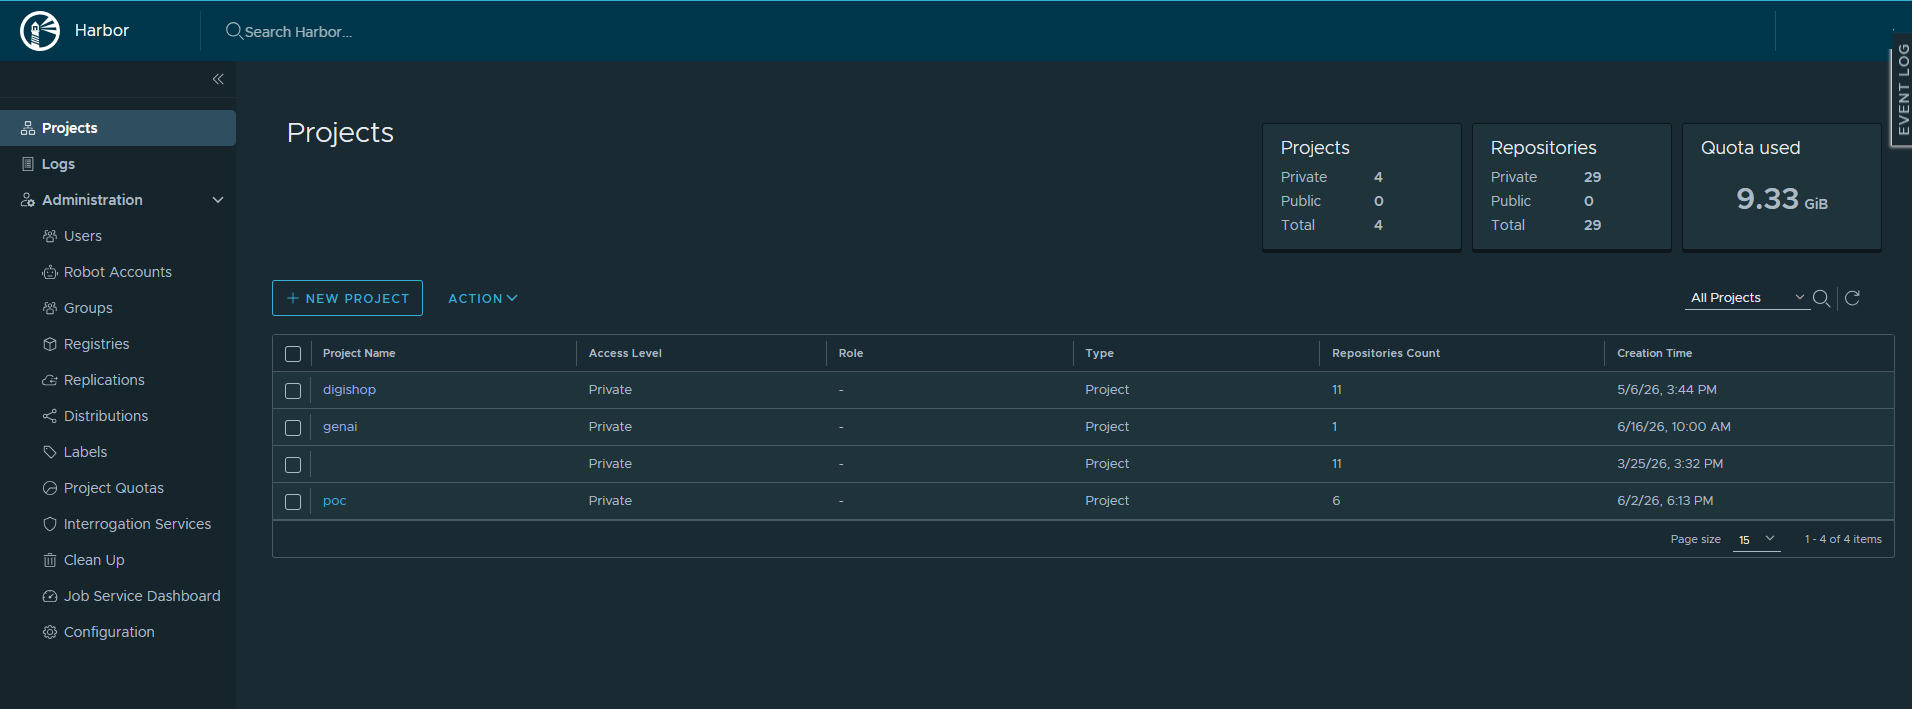 Harbor
Search Harbor...
EVENT LOG
Projects
Logs
Administration
Users
Robot Accounts
Groups
Registries
Replications
Distributions
Labels
Project Quotas
Interrogation Services
Clean Up
Job Service Dashboard
Configuration
Projects
Projects
Private 4
Public 0
Total 4
Repositories
Private 29
Public 0
Total 29
Quota used
9.33 GiB
+ NEW PROJECT ACTION
All Projects
Project Name Access Level Role Type Repositories Count Creation Time
digishop Private - Project 11 5/6/26, 3:44 PM
genai Private - Project 1 6/16/26, 10:00 AM
Private - Project 11 3/25/26, 3:32 PM
poc Private - Project 6 6/2/26, 6:13 PM
Page size 15 1 - 4 of 4 items